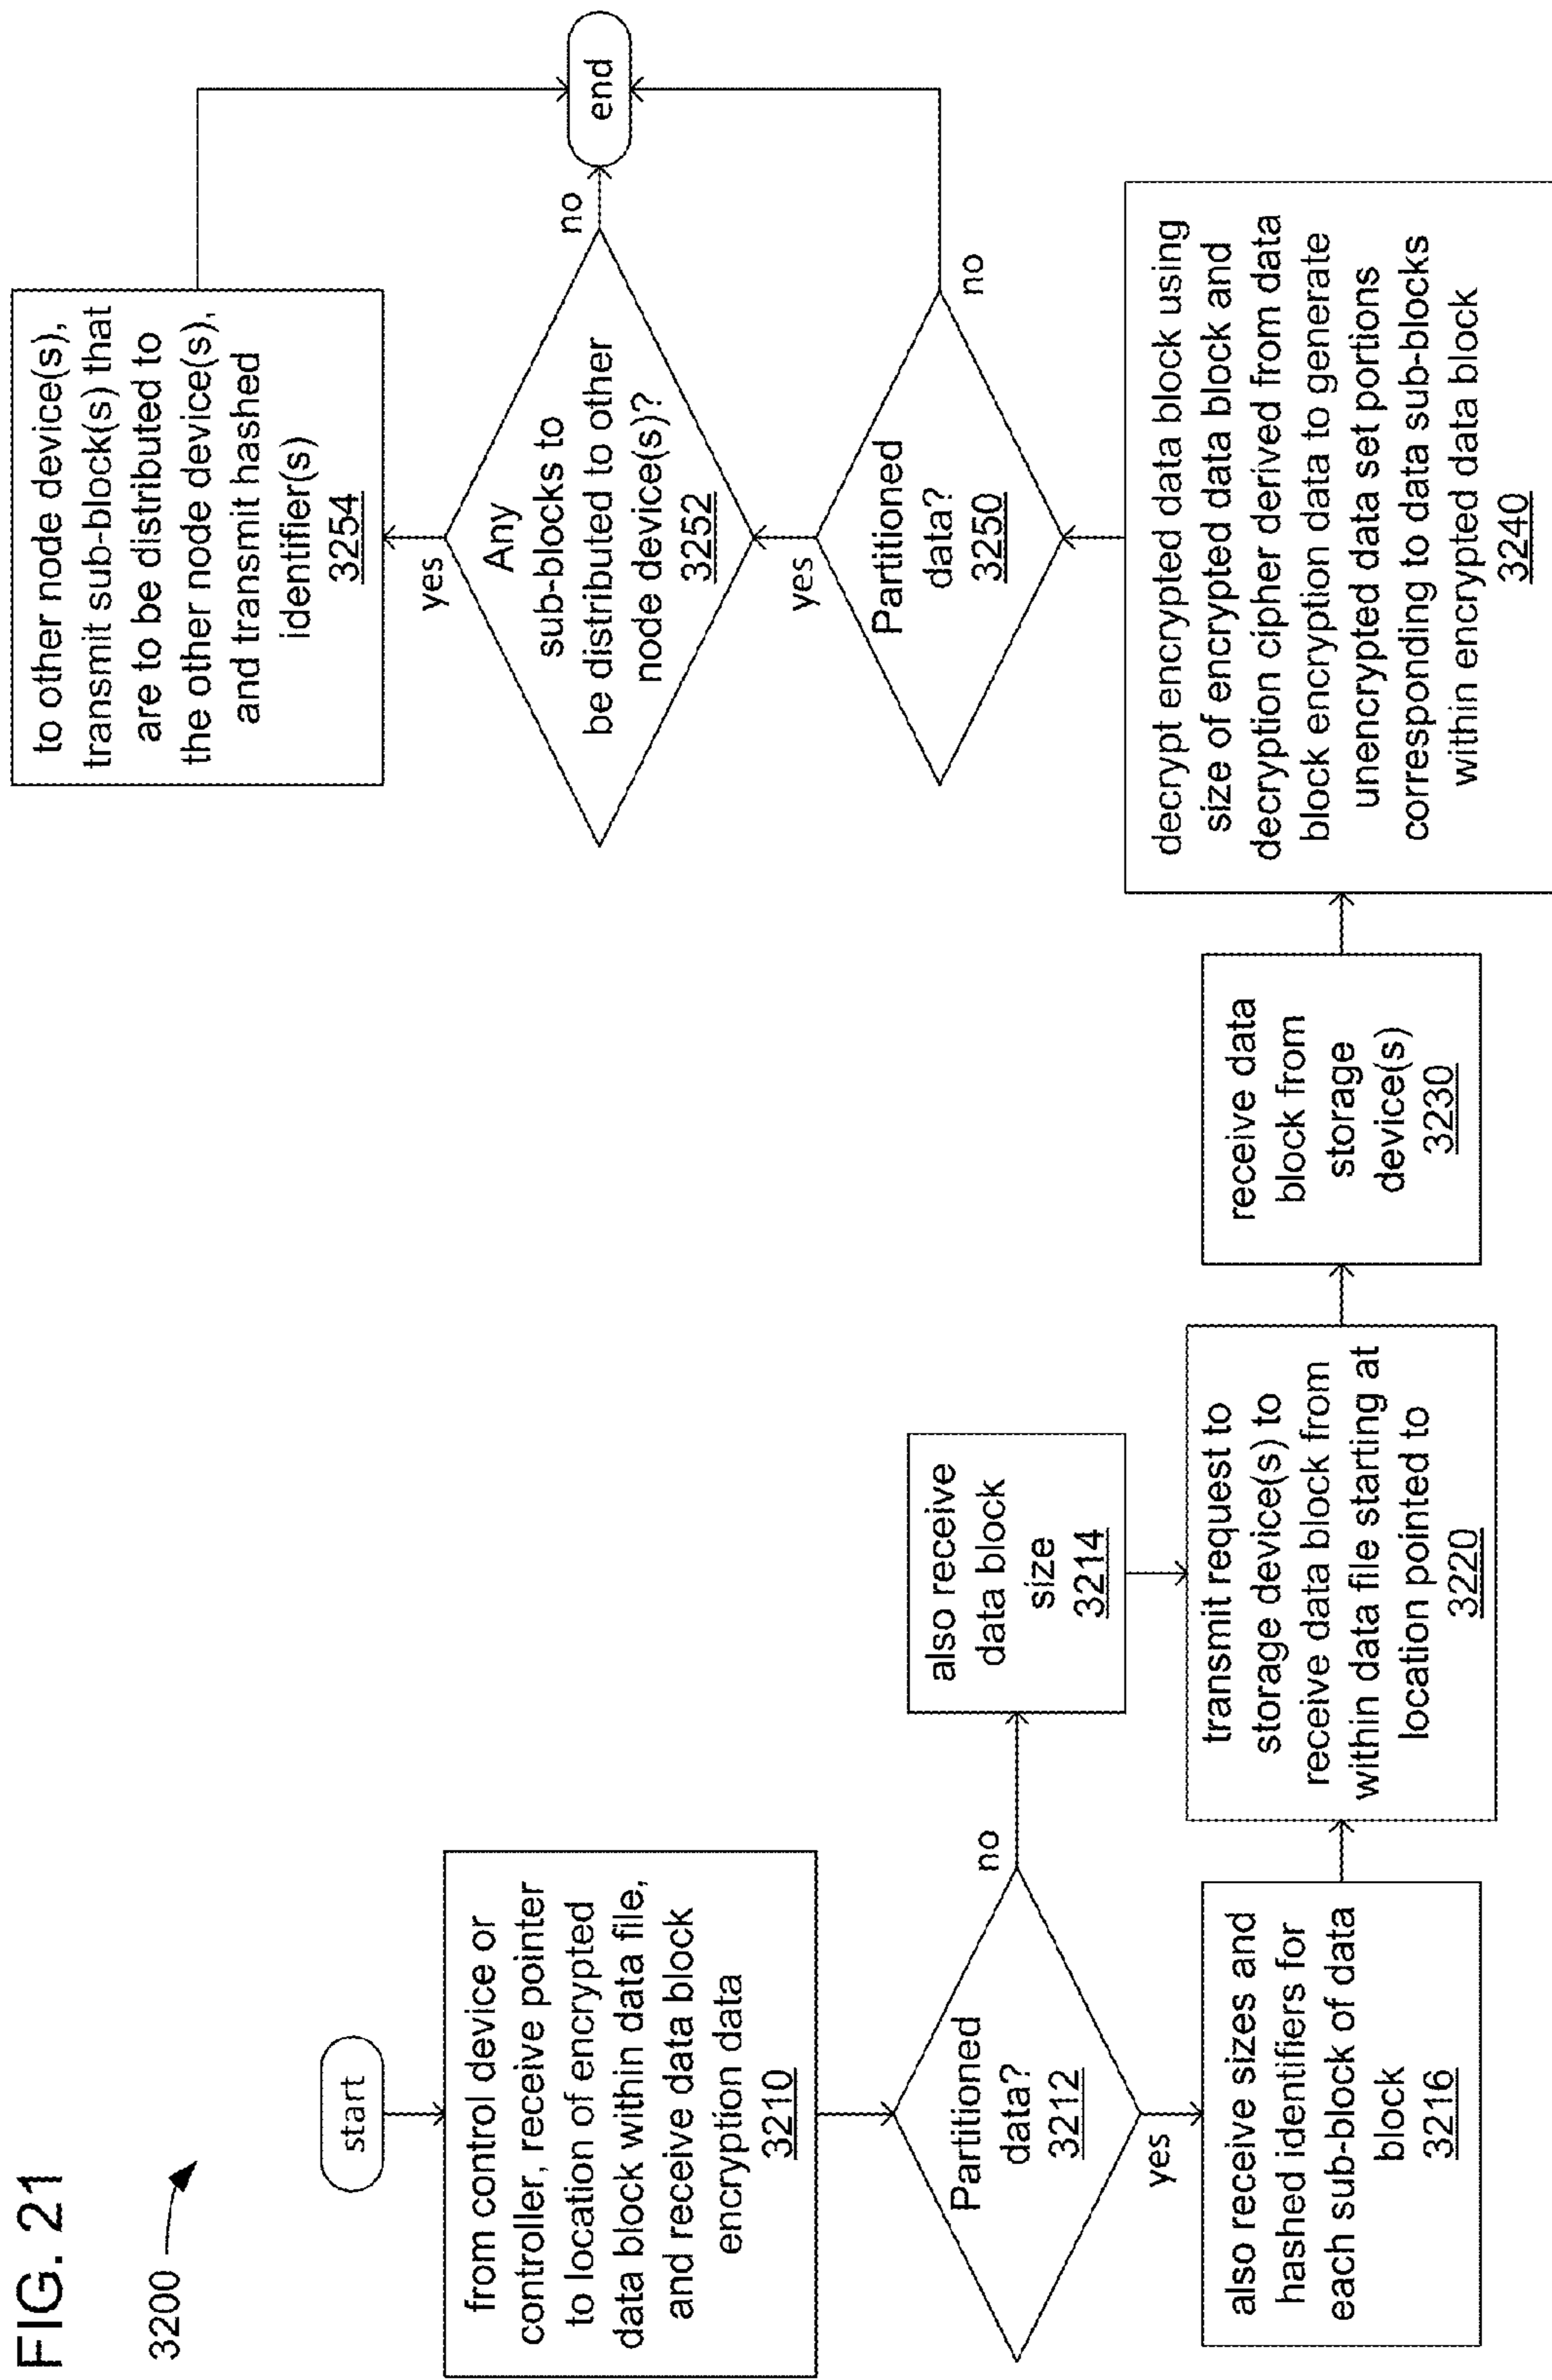 FIG. 21
3200
start
from control device or
controller, receive pointer
to location of encrypted
data block within data file,
and receive data block
encryption data
3210
Partitioned
data?
3212
no
yes
also receive
data block
size
3214
also receive sizes and
hashed identifiers for
each sub-block of data
block
3216
transmit request to
storage device(s) to
receive data block from
within data file starting at
location pointed to
3220
receive data
block from
storage
device(s)
3230
decrypt encrypted data block using
size of encrypted data block and
decryption cipher derived from data
block encryption data to generate
unencrypted data set portions
corresponding to data sub-blocks
within encrypted data block
3240
Partitioned
data?
3250
no
yes
Any
sub-blocks to
be distributed to other
node device(s)?
3252
no
yes
to other node device(s),
transmit sub-block(s) that
are to be distributed to
the other node device(s),
and transmit hashed
identifier(s)
3254
end